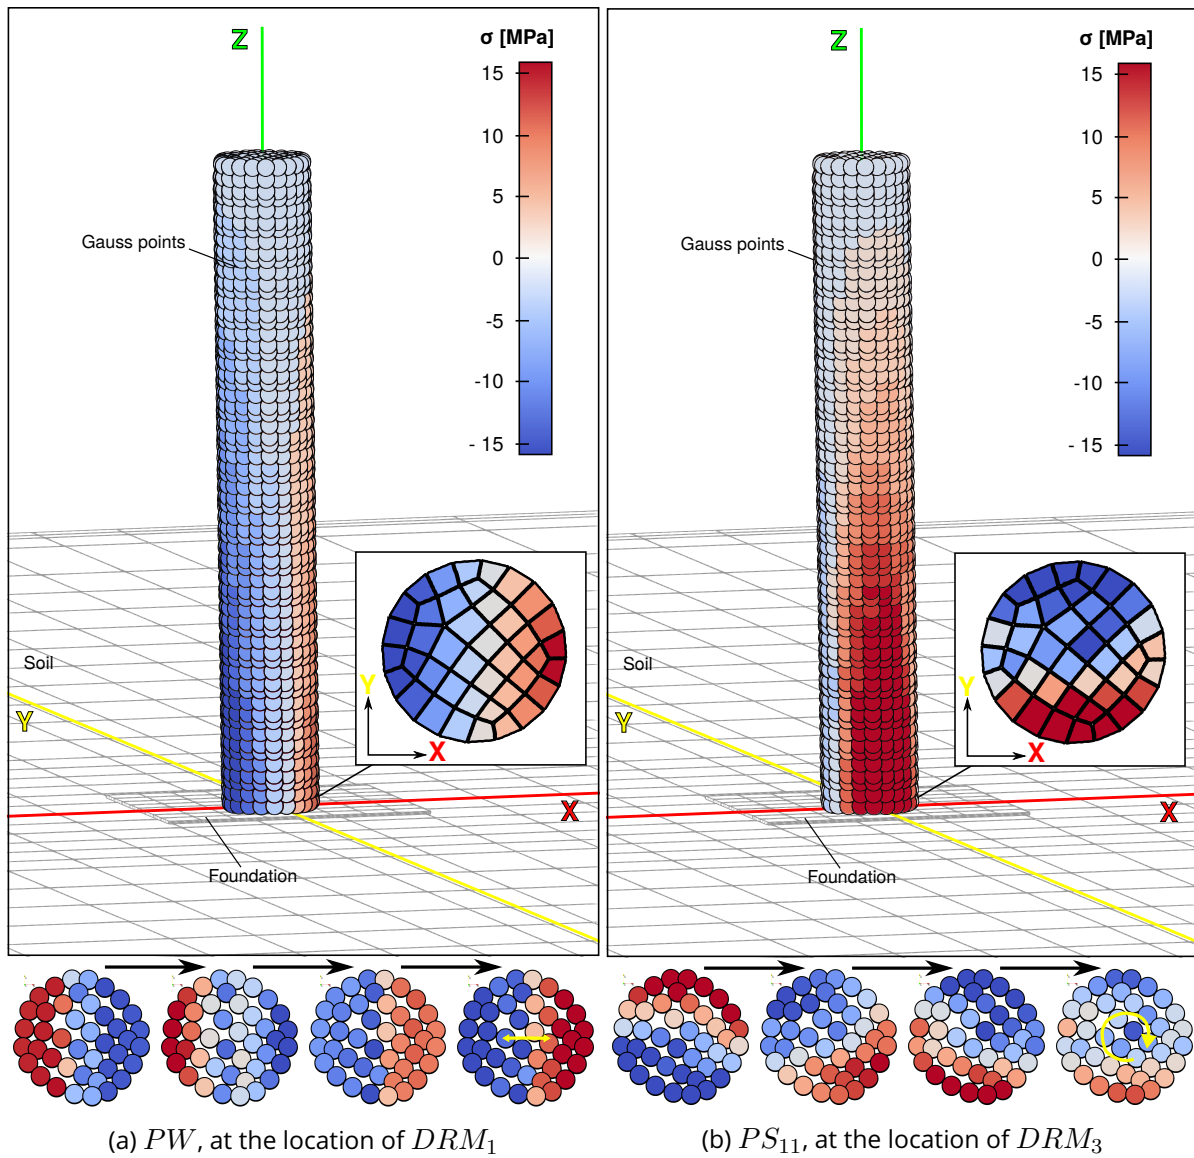 Z
σ [MPa]
15
10
5
0
-5
-10
- 15
Gauss points
Soil
Y
X
Y
X
Foundation
Z
σ [MPa]
15
10
5
0
-5
-10
- 15
Gauss points
Soil
Y
X
Y
X
Foundation
(a) PW, at the location of DRM₁
(b) PS₁₁, at the location of DRM₃